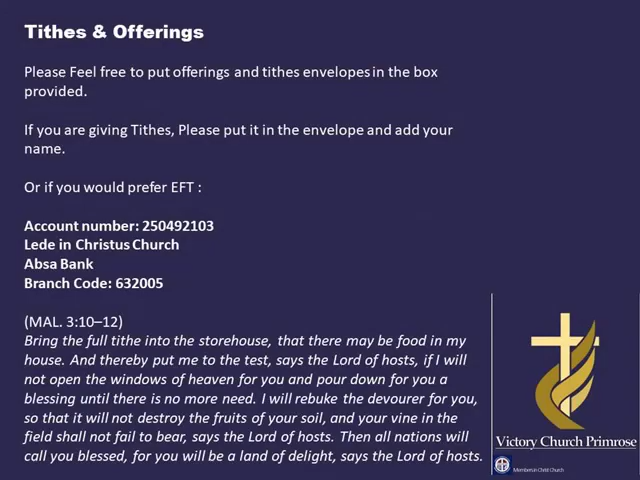 Tithes & Offerings
Please Feel free to put offerings and tithes envelopes in the box
provided.
If you are giving Tithes, Please put it in the envelope and add your
name.
Or if you would prefer EFT :
Account number: 250492103
Lede in Christus Church
Absa Bank
Branch Code: 632005
(MAL. 3:10–12)
Bring the full tithe into the storehouse, that there may be food in my
house. And thereby put me to the test, says the Lord of hosts, if I will
not open the windows of heaven for you and pour down for you a
blessing until there is no more need. I will rebuke the devourer for you,
so that it will not destroy the fruits of your soil, and your vine in the
field shall not fail to bear, says the Lord of hosts. Then all nations will
call you blessed, for you will be a land of delight, says the Lord of hosts.
Victory Church Primrose
Members in Christ Church